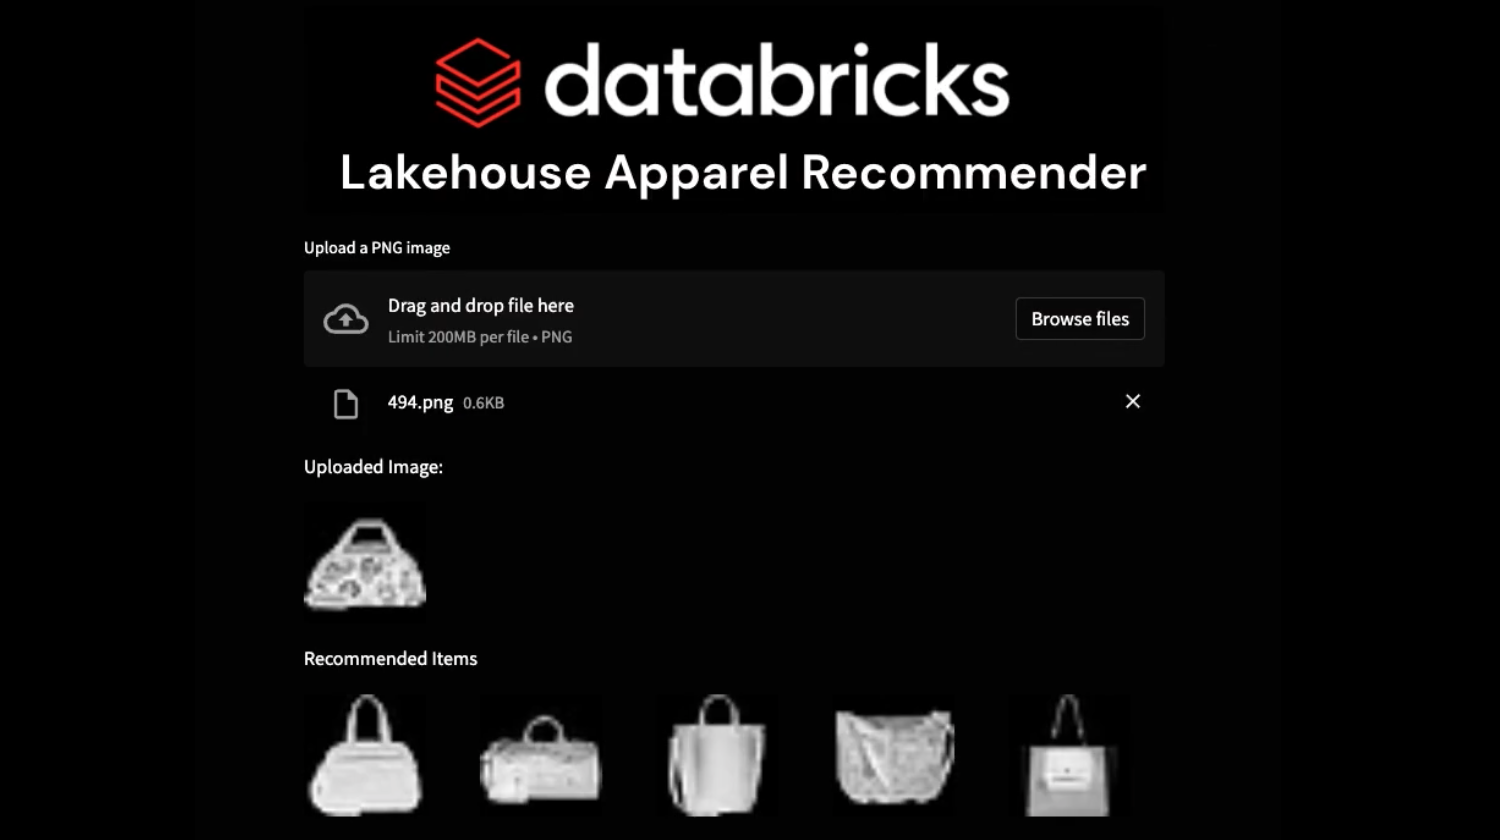 databricks
Lakehouse Apparel Recommender
Upload a PNG image
Drag and drop file here
Limit 200MB per file • PNG
Browse files
494.png 0.6KB
Uploaded Image:
Recommended Items